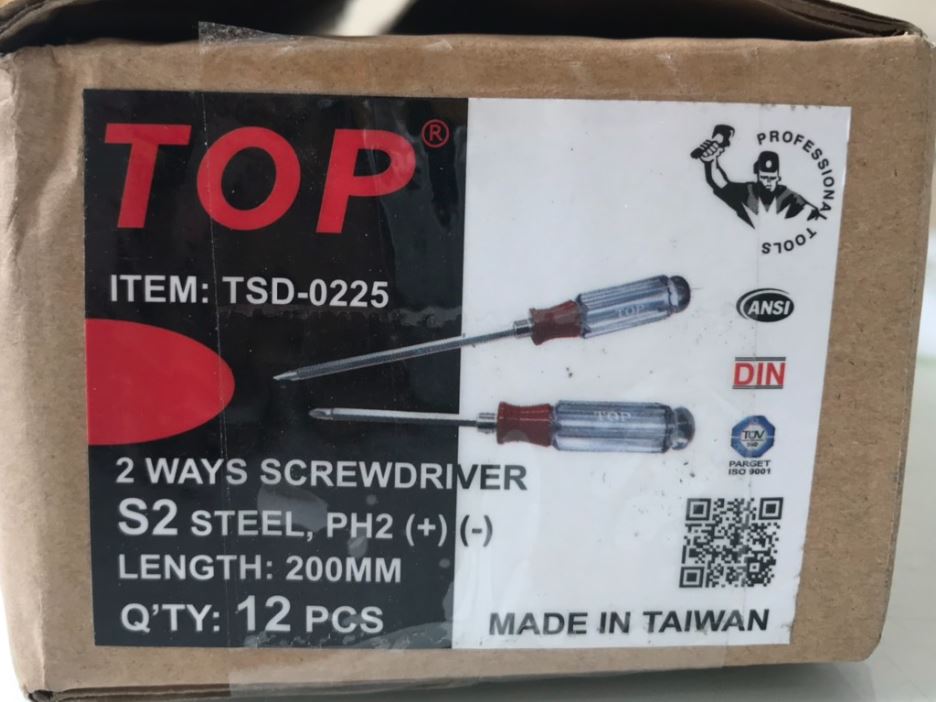 TOP®
PROFESSIONAL TOOLS
ITEM: TSD-0225
TOP
ANSI
DIN
TOP
TÜV
PARGET
ISO 9001
2 WAYS SCREWDRIVER
S2 STEEL, PH2 (+) (-)
LENGTH: 200MM
Q'TY: 12 PCS
MADE IN TAIWAN